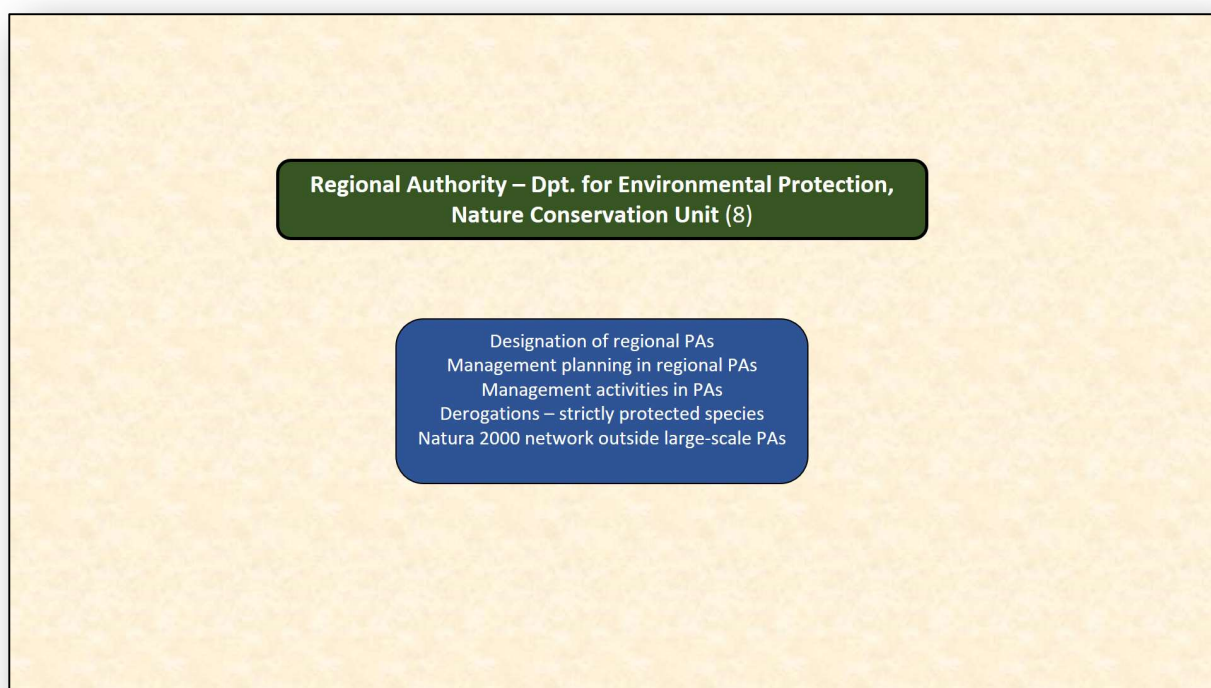 Regional Authority – Dpt. for Environmental Protection,
Nature Conservation Unit (8)
Designation of regional PAs
Management planning in regional PAs
Management activities in PAs
Derogations – strictly protected species
Natura 2000 network outside large-scale PAs